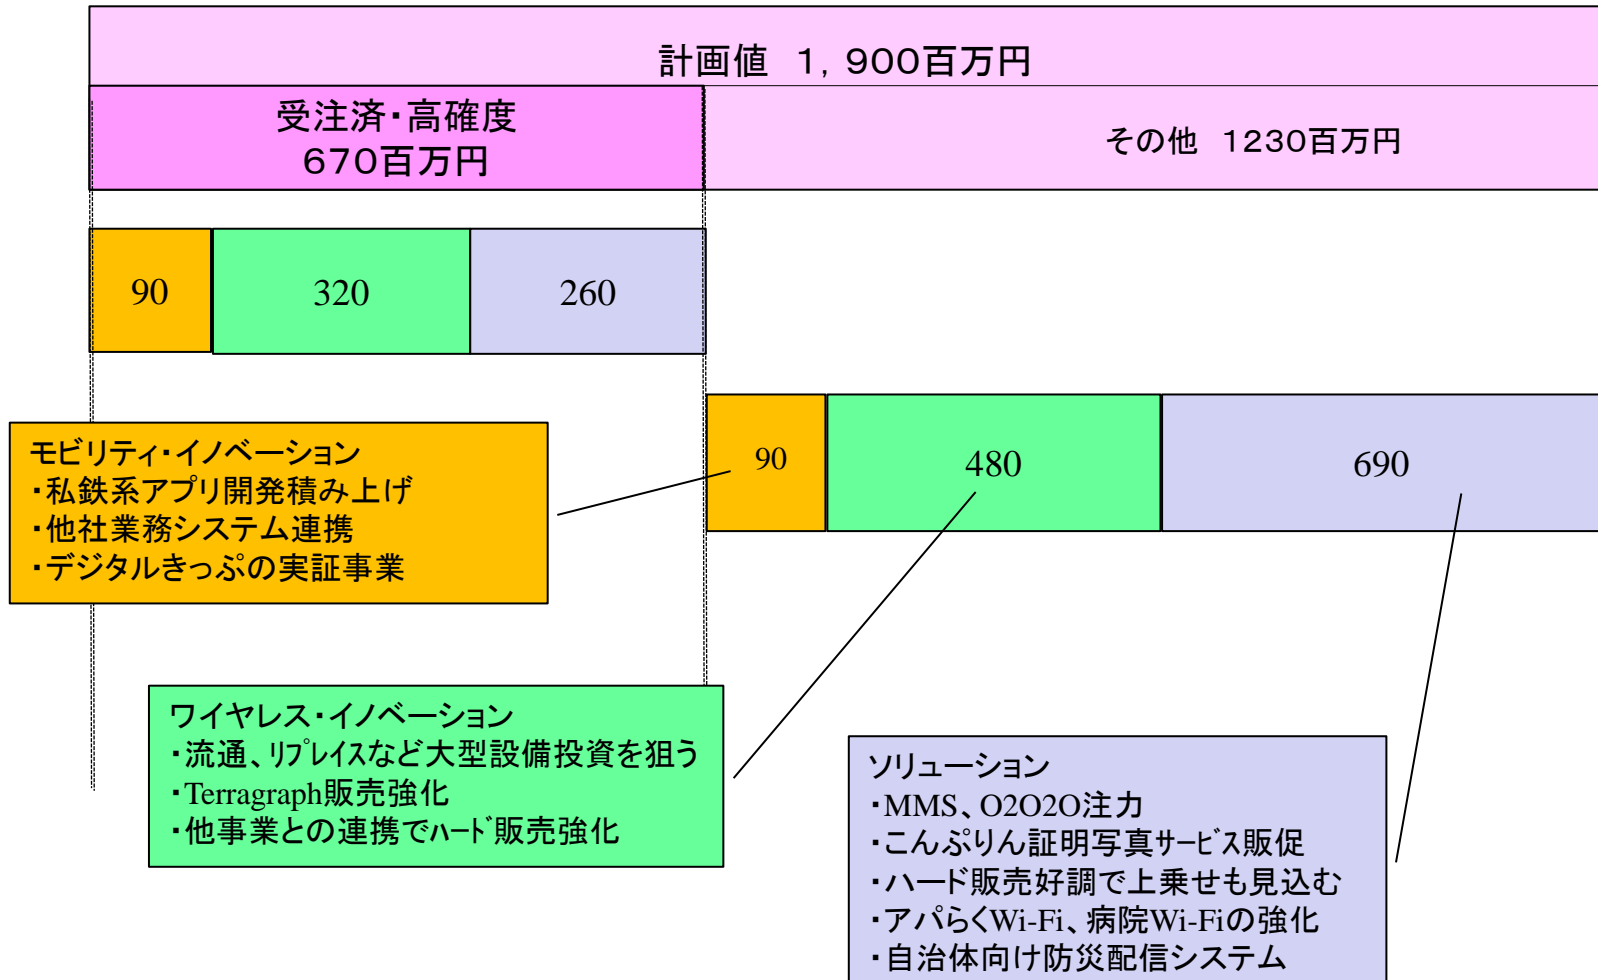 計画値　１，９００百万円
受注済・高確度
６７０百万円
その他　１２３０百万円
90
320
260
90
480
690
モビリティ・イノベーション
・私鉄系アプリ開発積み上げ
・他社業務システム連携
・デジタルきっぷの実証事業
ワイヤレス・イノベーション
・流通、ﾘﾌﾟﾚｲｽなど大型設備投資を狙う
・Terragraph販売強化
・他事業との連携でﾊｰﾄﾞ販売強化
ソリューション
・MMS、O2O2O注力
・こんぷりん証明写真ｻｰﾋﾞｽ販促
・ハード販売好調で上乗せも見込む
・アパらくWi-Fi、病院Wi-Fiの強化
・自治体向け防災配信システム